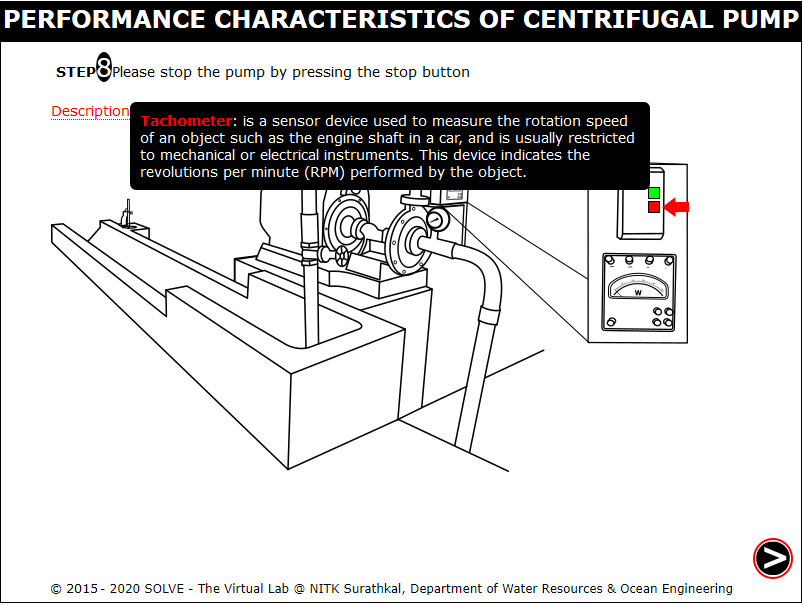 PERFORMANCE CHARACTERISTICS OF CENTRIFUGAL PUMP
STEP 8 Please stop the pump by pressing the stop button
Description
Tachometer: is a sensor device used to measure the rotation speed
of an object such as the engine shaft in a car, and is usually restricted
to mechanical or electrical instruments. This device indicates the
revolutions per minute (RPM) performed by the object.
W
© 2015 - 2020 SOLVE - The Virtual Lab @ NITK Surathkal, Department of Water Resources & Ocean Engineering